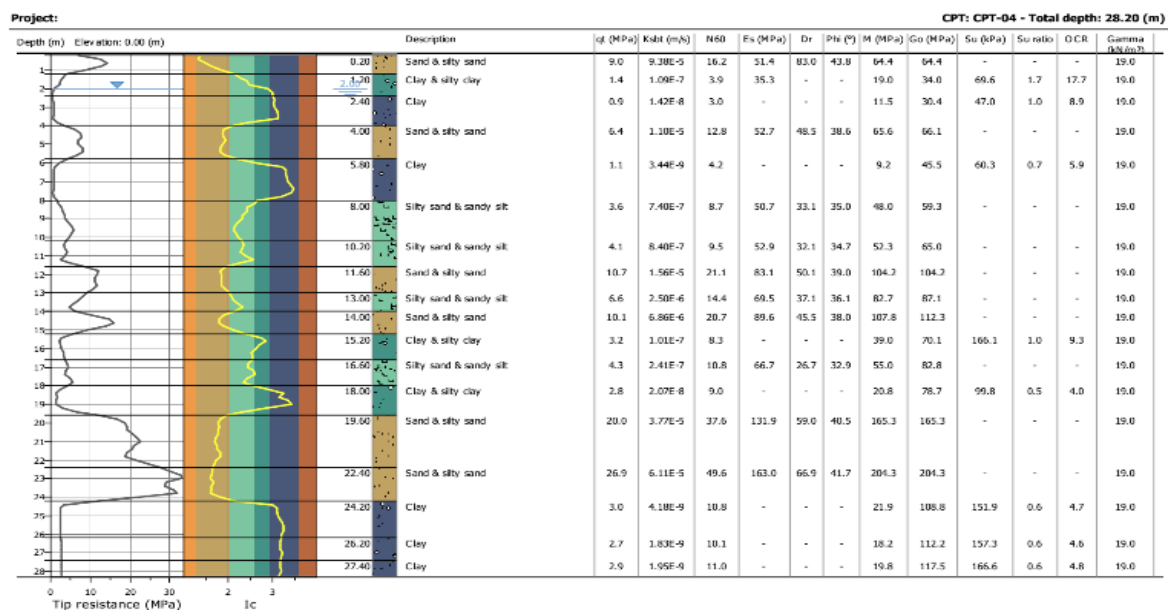 Project: CPT: CPT-04 - Total depth: 28.20 (m)
Depth (m) Elevation: 0.00 (m) Description qt (MPa) Ksbt (m/s) N60 Es (MPa) Dr Phi (º) M (MPa) Go (MPa) Su (kPa) Su ratio OCR Gamma (kN/m³)
0.20 Sand & silty sand 9.0 9.38E-5 16.2 51.4 83.0 43.8 64.4 64.4 - - - 19.0
1
1.20 Clay & silty clay 1.4 1.09E-7 3.9 35.3 - - 19.0 34.0 69.6 1.7 17.7 19.0
2 2.00
2.40 Clay 0.9 1.42E-8 3.0 - - 11.5 30.4 47.0 1.0 8.9 19.0
3
4 4.00 Sand & silty sand 6.4 1.10E-5 12.8 52.7 48.5 38.6 65.6 66.1 - - - 19.0
5
6 5.80 Clay 1.1 3.44E-9 4.2 - - - 9.2 45.5 60.3 0.7 5.9 19.0
7
8 8.00 Silty sand & sandy silt 3.6 7.40E-7 8.7 50.7 33.1 35.0 48.0 59.3 - - - 19.0
9
10 10.20 Silty sand & sandy silt 4.1 8.40E-7 9.5 52.9 32.1 34.7 52.3 65.0 - - - 19.0
11
11.60 Sand & silty sand 10.7 1.56E-5 21.1 83.1 50.1 39.0 104.2 104.2 - - - 19.0
12
13 13.00 Silty sand & sandy silt 6.6 2.50E-6 14.4 69.5 37.1 36.1 82.7 87.1 - - - 19.0
14 14.00 Sand & silty sand 10.1 6.86E-6 20.7 89.6 45.5 38.0 107.8 112.3 - - - 19.0
15 15.20 Clay & silty clay 3.2 1.01E-7 8.3 - - - 39.0 70.1 166.1 1.0 9.3 19.0
16
17 16.60 Silty sand & sandy silt 4.3 2.41E-7 10.8 66.7 26.7 32.9 55.0 82.8 - - - 19.0
18 18.00 Clay & silty clay 2.8 2.07E-8 9.0 - - - 20.8 78.7 99.8 0.5 4.0 19.0
19
20 19.60 Sand & silty sand 20.0 3.77E-5 37.6 131.9 59.0 40.5 165.3 165.3 - - - 19.0
21
22
22.40 Sand & silty sand 26.9 6.11E-5 49.6 163.0 66.9 41.7 204.3 204.3 - - - 19.0
23
24
24.20 Clay 3.0 4.18E-9 10.8 - - - 21.9 108.8 151.9 0.6 4.7 19.0
25
26 26.20 Clay 2.7 1.83E-9 10.1 - - - 18.2 112.2 157.3 0.6 4.6 19.0
27 27.40 Clay 2.9 1.95E-9 11.0 - - - 19.8 117.5 166.6 0.6 4.8 19.0
28
0 10 20 30 2 3
Tip resistance (MPa) Ic